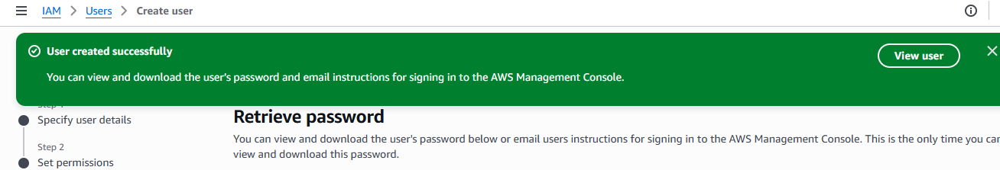 IAM > Users > Create user
User created successfully
View user
You can view and download the user's password and email instructions for signing in to the AWS Management Console.
Step 1
Specify user details
Step 2
Set permissions
Retrieve password
You can view and download the user's password below or email users instructions for signing in to the AWS Management Console. This is the only time you can
view and download this password.